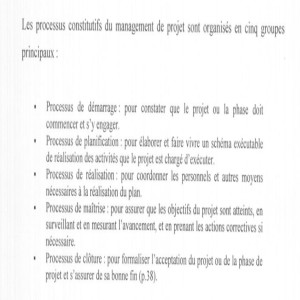 Les processus constitutifs du management de projet sont organisés en cinq groupes
principaux :
• Processus de démarrage : pour constater que le projet ou la phase doit
commencer et s'y engager.
• Processus de planification : pour élaborer et faire vivre un schéma exécutable
de réalisation des activités que le projet est chargé d'exécuter.
• Processus de réalisation : pour coordonner les personnels et autres moyens
nécessaires à la réalisation du plan.
• Processus de maîtrise : pour assurer que les objectifs du projet sont atteints, en
surveillant et en mesurant l'avancement, et en prenant les actions correctives si
nécessaire.
• Processus de clôture : pour formaliser l'acceptation du projet ou de la phase de
projet et s'assurer de sa bonne fin (p.38).